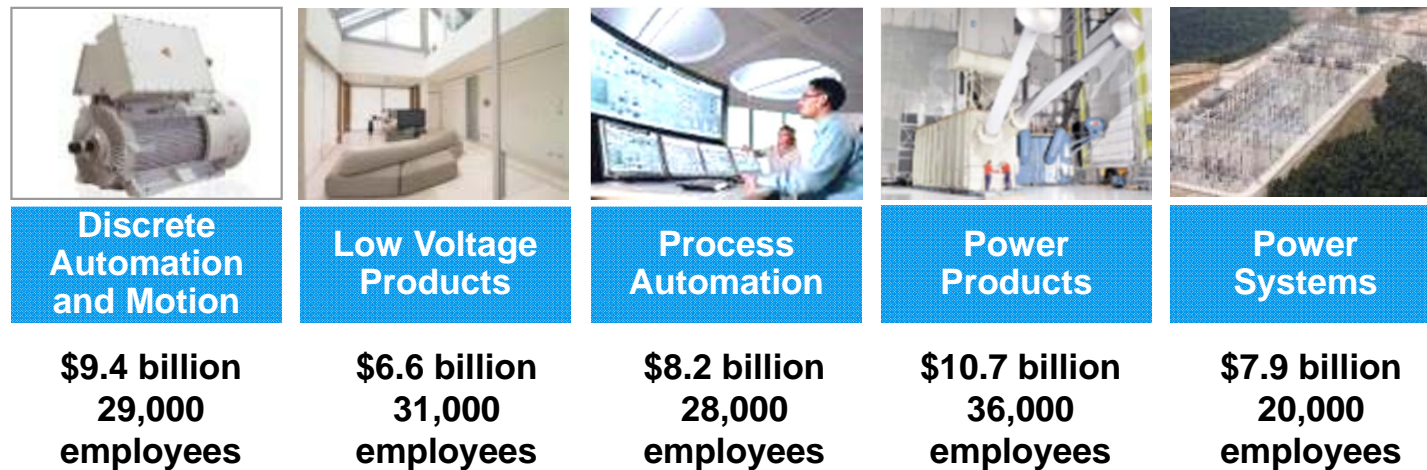 Discrete
Automation
and Motion
Low Voltage
Products
Process
Automation
Power
Products
Power
Systems
$9.4 billion
29,000
employees
$6.6 billion
31,000
employees
$8.2 billion
28,000
employees
$10.7 billion
36,000
employees
$7.9 billion
20,000
employees